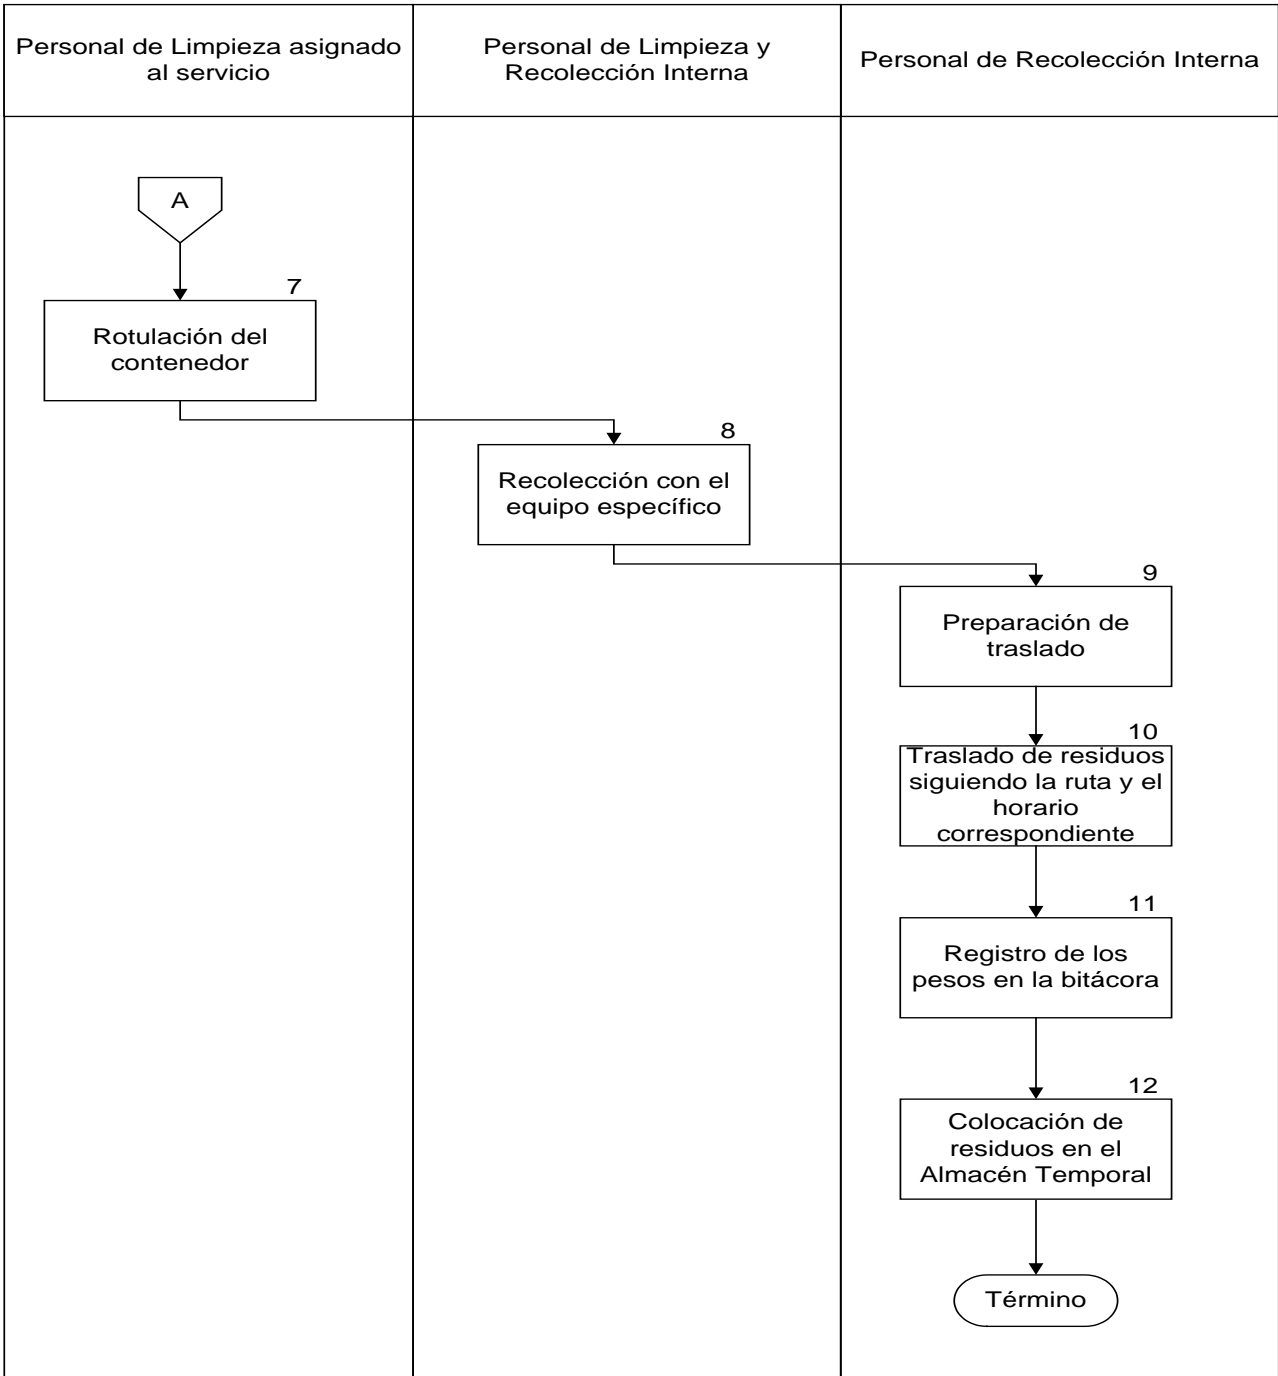 Personal de Limpieza asignado
al servicio
Personal de Limpieza y
Recolección Interna
Personal de Recolección Interna
A
7
Rotulación del
contenedor
8
Recolección con el
equipo específico
9
Preparación de
traslado
10
Traslado de residuos
siguiendo la ruta y el
horario
correspondiente
11
Registro de los
pesos en la bitácora
12
Colocación de
residuos en el
Almacén Temporal
Término